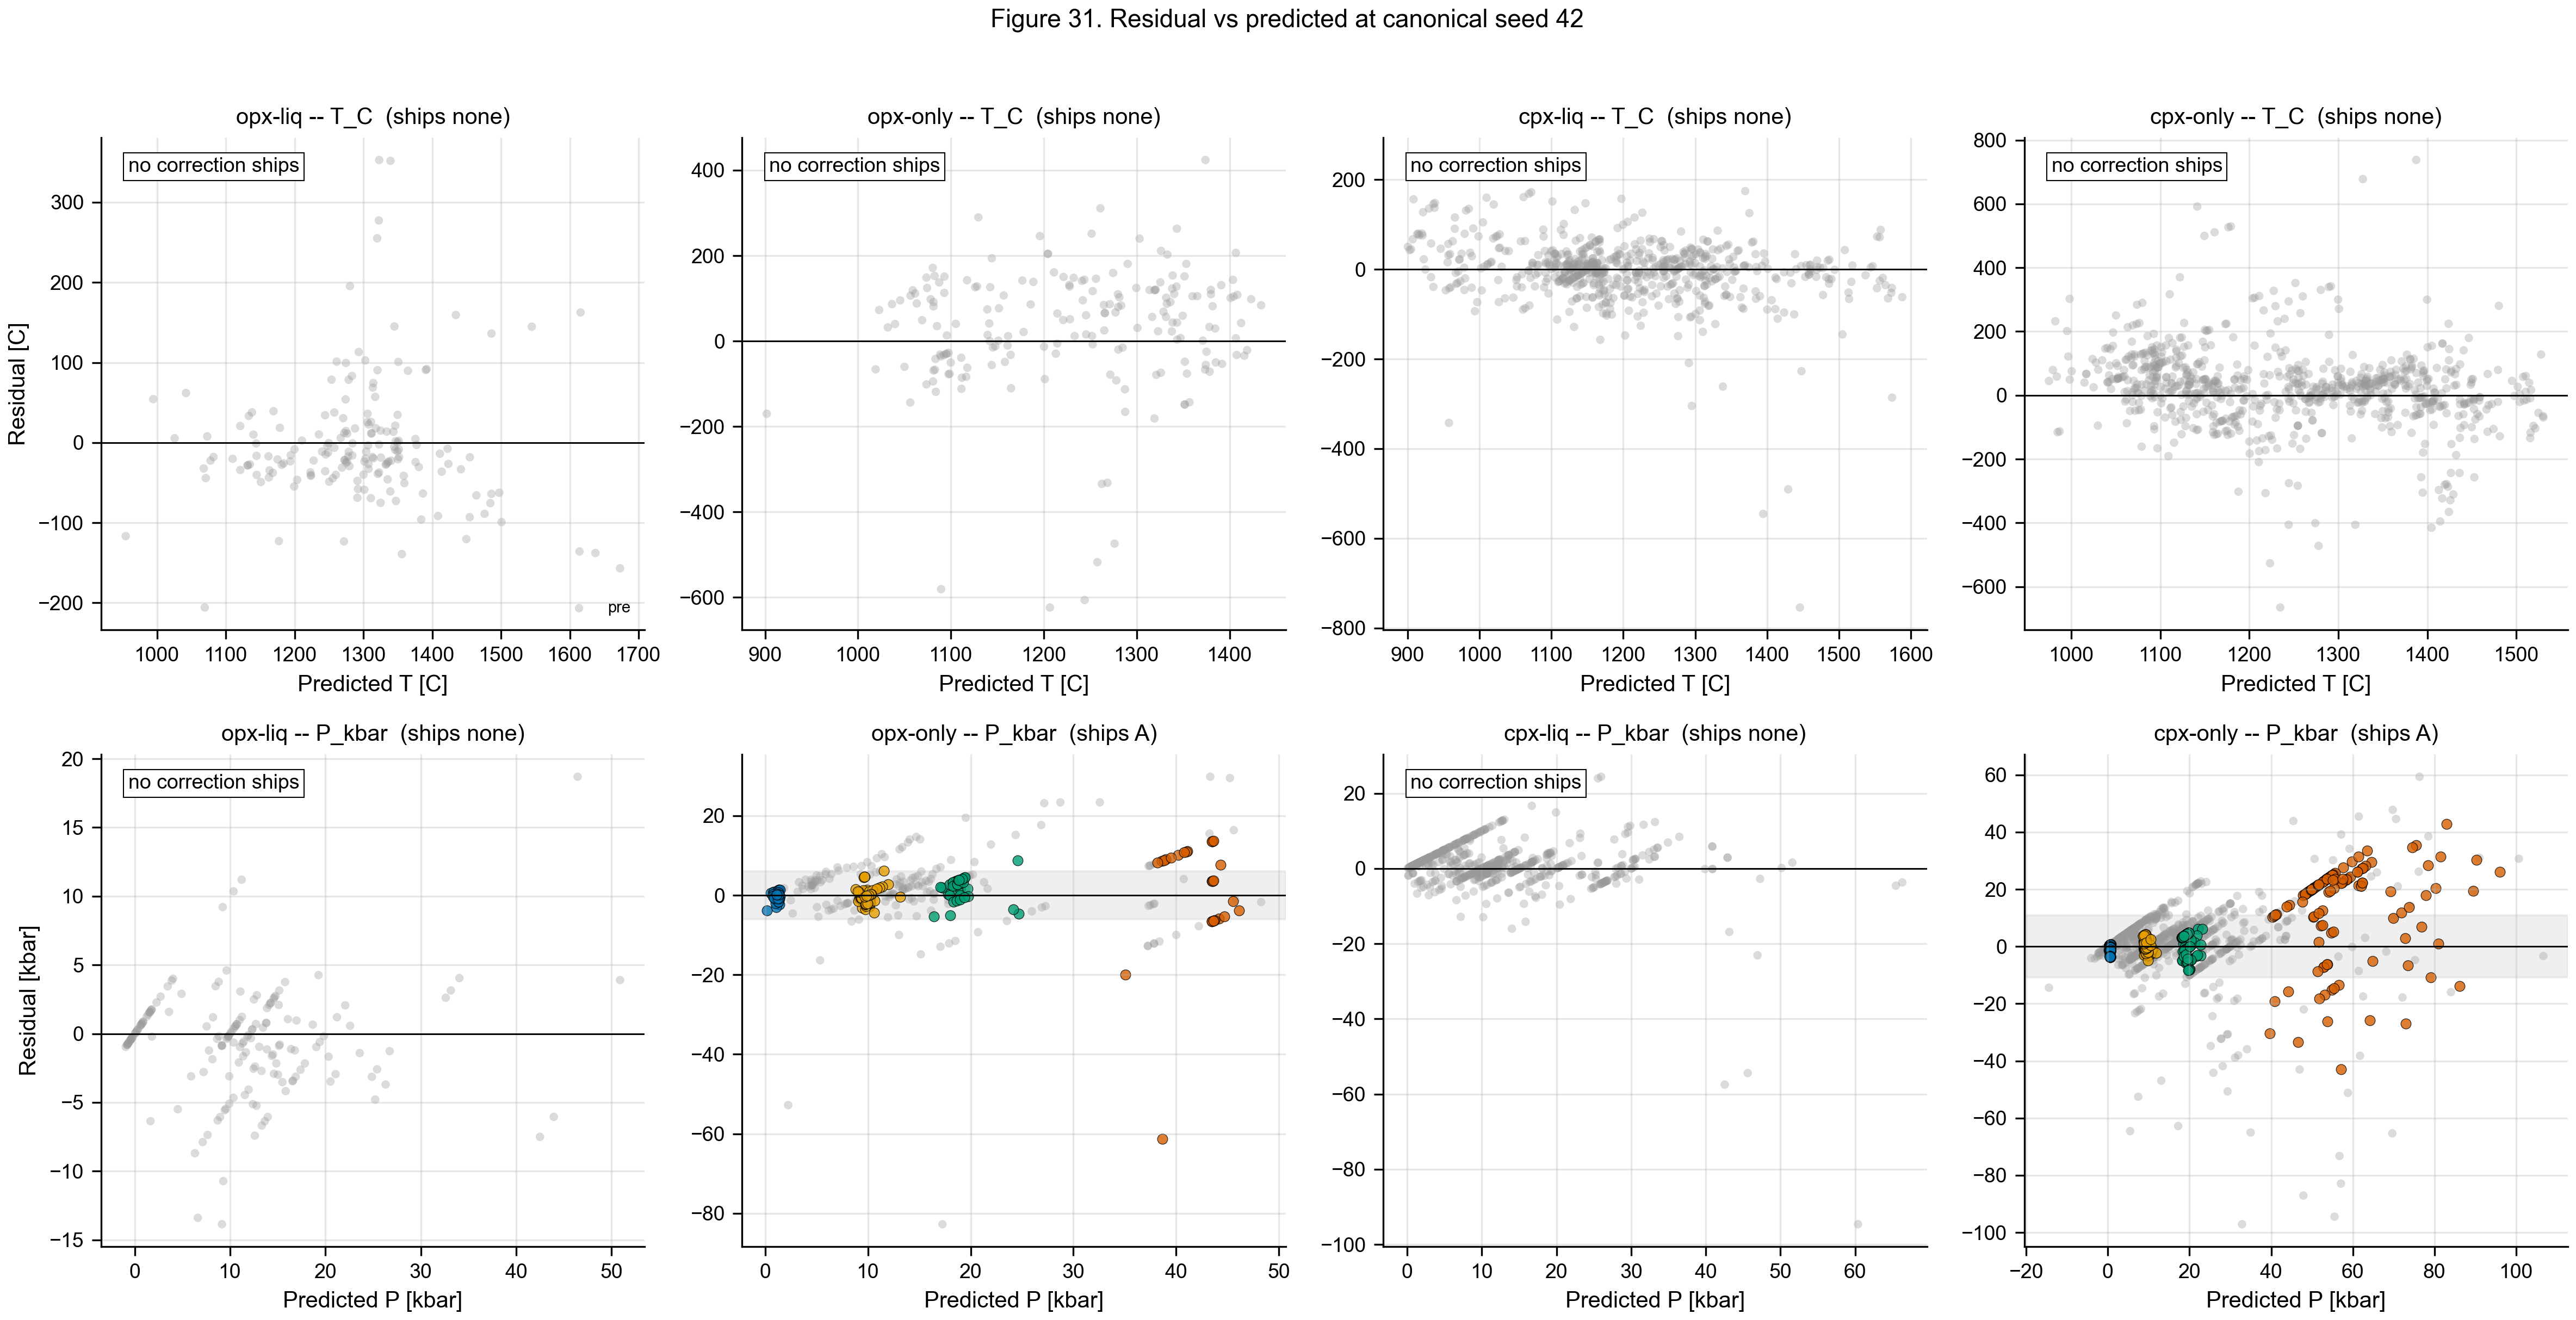 Figure 31. Residual vs predicted at canonical seed 42
opx-liq -- T_C  (ships none)
no correction ships
300
200
100
0
−100
−200
pre
1000 1100 1200 1300 1400 1500 1600 1700
Residual [C]
Predicted T [C]
opx-only -- T_C  (ships none)
no correction ships
400
200
0
−200
−400
−600
900 1000 1100 1200 1300 1400
Predicted T [C]
cpx-liq -- T_C  (ships none)
no correction ships
200
0
−200
−400
−600
−800
900 1000 1100 1200 1300 1400 1500 1600
Predicted T [C]
cpx-only -- T_C  (ships none)
no correction ships
800
600
400
200
0
−200
−400
−600
1000 1100 1200 1300 1400 1500
Predicted T [C]
opx-liq -- P_kbar  (ships none)
no correction ships
20
15
10
5
0
−5
−10
−15
0 10 20 30 40 50
Residual [kbar]
Predicted P [kbar]
opx-only -- P_kbar  (ships A)
20
0
−20
−40
−60
−80
0 10 20 30 40 50
Predicted P [kbar]
cpx-liq -- P_kbar  (ships none)
no correction ships
20
0
−20
−40
−60
−80
−100
0 10 20 30 40 50 60
Predicted P [kbar]
cpx-only -- P_kbar  (ships A)
60
40
20
0
−20
−40
−60
−80
−100
−20 0 20 40 60 80 100
Predicted P [kbar]